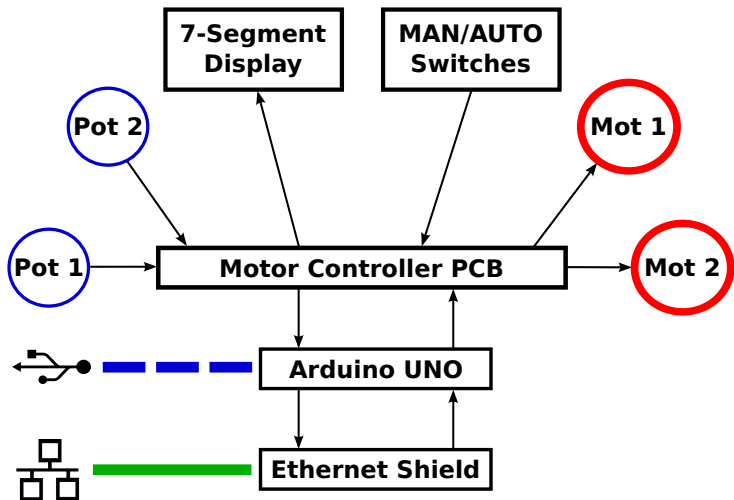 7-Segment
Display
MAN/AUTO
Switches
Pot 2
Mot 1
Pot 1
Motor Controller PCB
Mot 2
Arduino UNO
Ethernet Shield